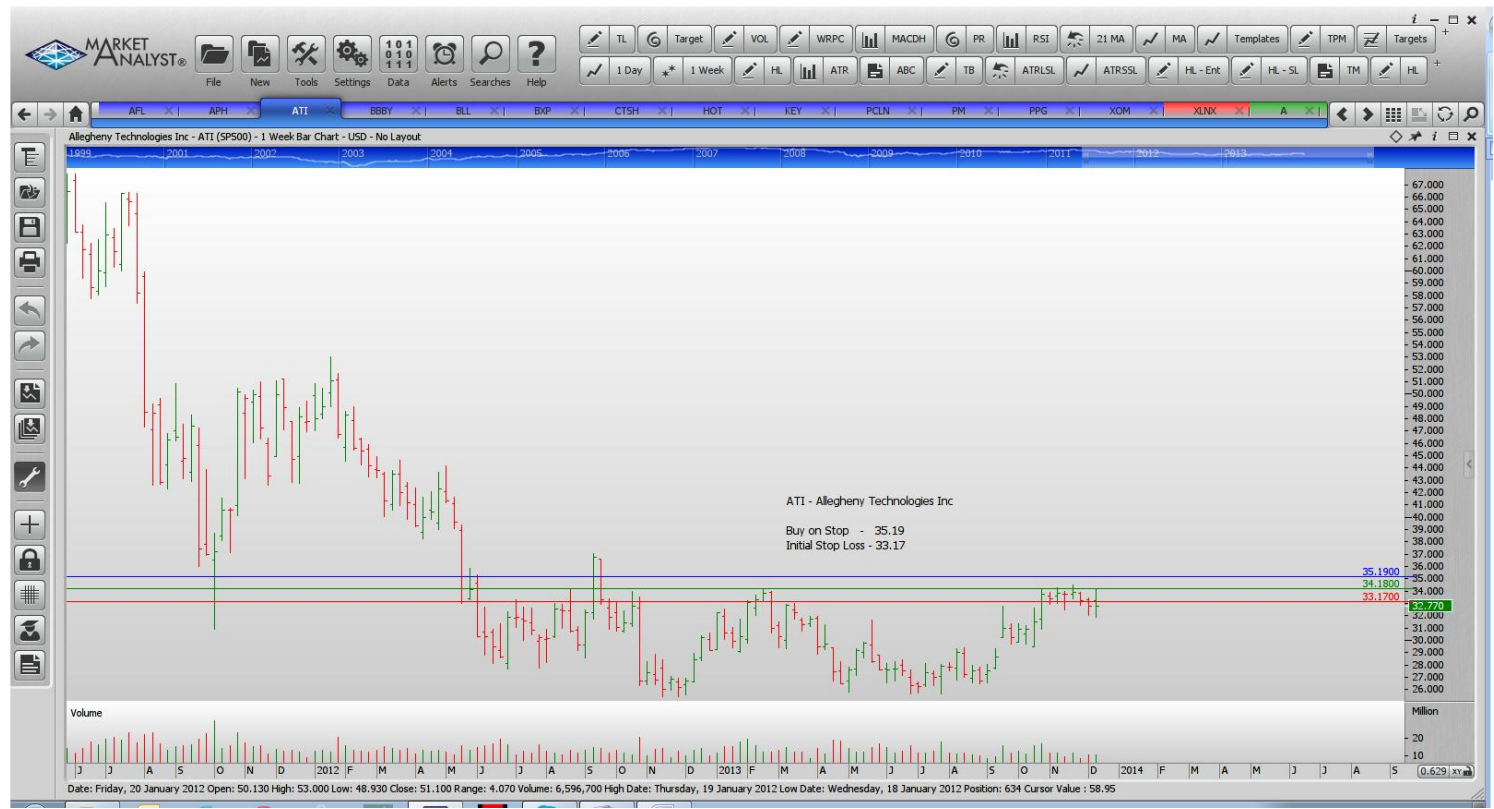 MARKET
ANALYST®
File New Tools Settings Data Alerts Searches Help
TL Target VOL WRPC MACDH PR RSI 21 MA MA Templates TPM Targets +
1 Day 1 Week HL ATR ABC TB ATRLSL ATRSSL HL - Ent HL - SL TM HL +
AFL APH ATI BBBY BLL BXP CTSH HOT KEY PCLN PM PPG XOM XLNX A
Allegheny Technologies Inc - ATI (SP500) - 1 Week Bar Chart - USD - No Layout
1999 2001 2002 2003 2004 2005 2006 2007 2008 2009 2010 2011 2012 2013
67.000
66.000
65.000
64.000
63.000
62.000
61.000
60.000
59.000
58.000
57.000
56.000
55.000
54.000
53.000
52.000
51.000
50.000
49.000
48.000
47.000
46.000
45.000
44.000
43.000
42.000
41.000
40.000
39.000
38.000
37.000
36.000
35.000
34.000
32.770
32.000
31.000
30.000
29.000
28.000
27.000
26.000
ATI - Allegheny Technologies Inc
Buy on Stop - 35.19
Initial Stop Loss - 33.17
35.1900
34.1800
33.1700
Volume
Million
20
10
J J A S O N D 2012 F M A M J J A S O N D 2013 F M A M J J A S O N D 2014 F M A M J J A S
0.629 XY
Date: Friday, 20 January 2012 Open: 50.130 High: 53.000 Low: 48.930 Close: 51.100 Range: 4.070 Volume: 6,596,700 High Date: Thursday, 19 January 2012 Low Date: Wednesday, 18 January 2012 Position: 634 Cursor Value : 58.95